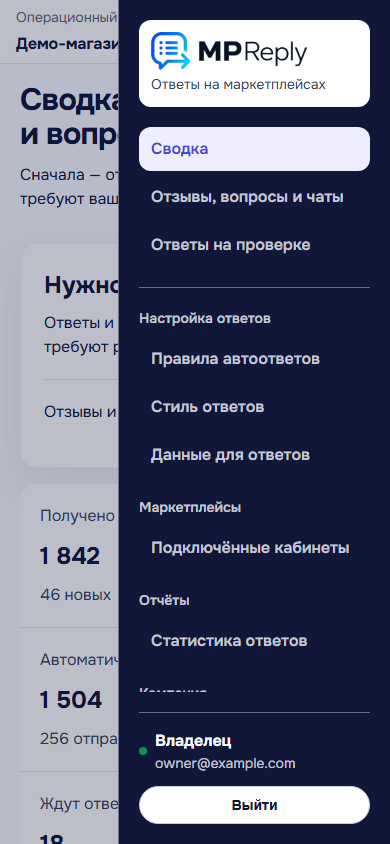 Операционный
Демо-магази
Сводка
и вопр
Сначала — от
требуют ваш
Нужно
Ответы и
требуют р
Отзывы и
Получено
1 842
46 новых
Автоматич
1 504
256 отпра
Ждут отве
18
MPReply
Ответы на маркетплейсах
Сводка
Отзывы, вопросы и чаты
Ответы на проверке
Настройка ответов
Правила автоответов
Стиль ответов
Данные для ответов
Маркетплейсы
Подключённые кабинеты
Отчёты
Статистика ответов
Владелец
owner@example.com
Выйти